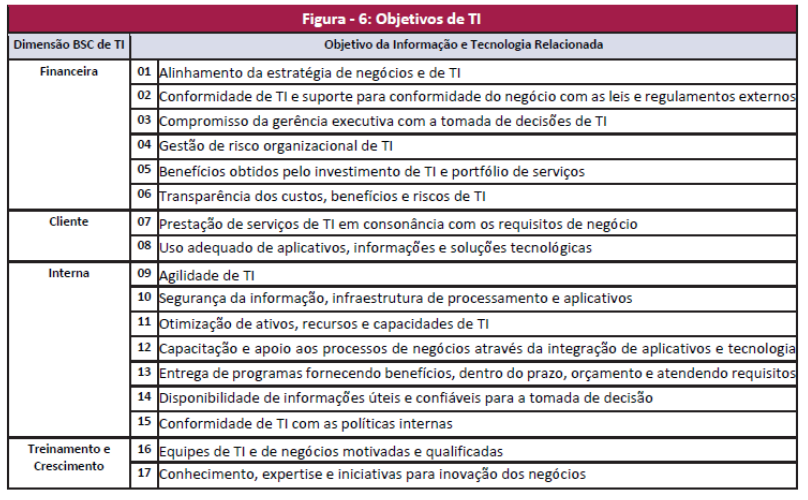 Figura - 6: Objetivos de TI
Dimensão BSC de TI Objetivo da Informação e Tecnologia Relacionada
Financeira 01 Alinhamento da estratégia de negócios e de TI
02 Conformidade de TI e suporte para conformidade do negócio com as leis e regulamentos externos
03 Compromisso da gerência executiva com a tomada de decisões de TI
04 Gestão de risco organizacional de TI
05 Benefícios obtidos pelo investimento de TI e portfólio de serviços
06 Transparência dos custos, benefícios e riscos de TI
Cliente 07 Prestação de serviços de TI em consonância com os requisitos de negócio
08 Uso adequado de aplicativos, informações e soluções tecnológicas
Interna 09 Agilidade de TI
10 Segurança da informação, infraestrutura de processamento e aplicativos
11 Otimização de ativos, recursos e capacidades de TI
12 Capacitação e apoio aos processos de negócios através da integração de aplicativos e tecnologia
13 Entrega de programas fornecendo benefícios, dentro do prazo, orçamento e atendendo requisitos
14 Disponibilidade de informações úteis e confiáveis para a tomada de decisão
15 Conformidade de TI com as políticas internas
Treinamento e 16 Equipes de TI e de negócios motivadas e qualificadas
Crescimento 17 Conhecimento, expertise e iniciativas para inovação dos negócios